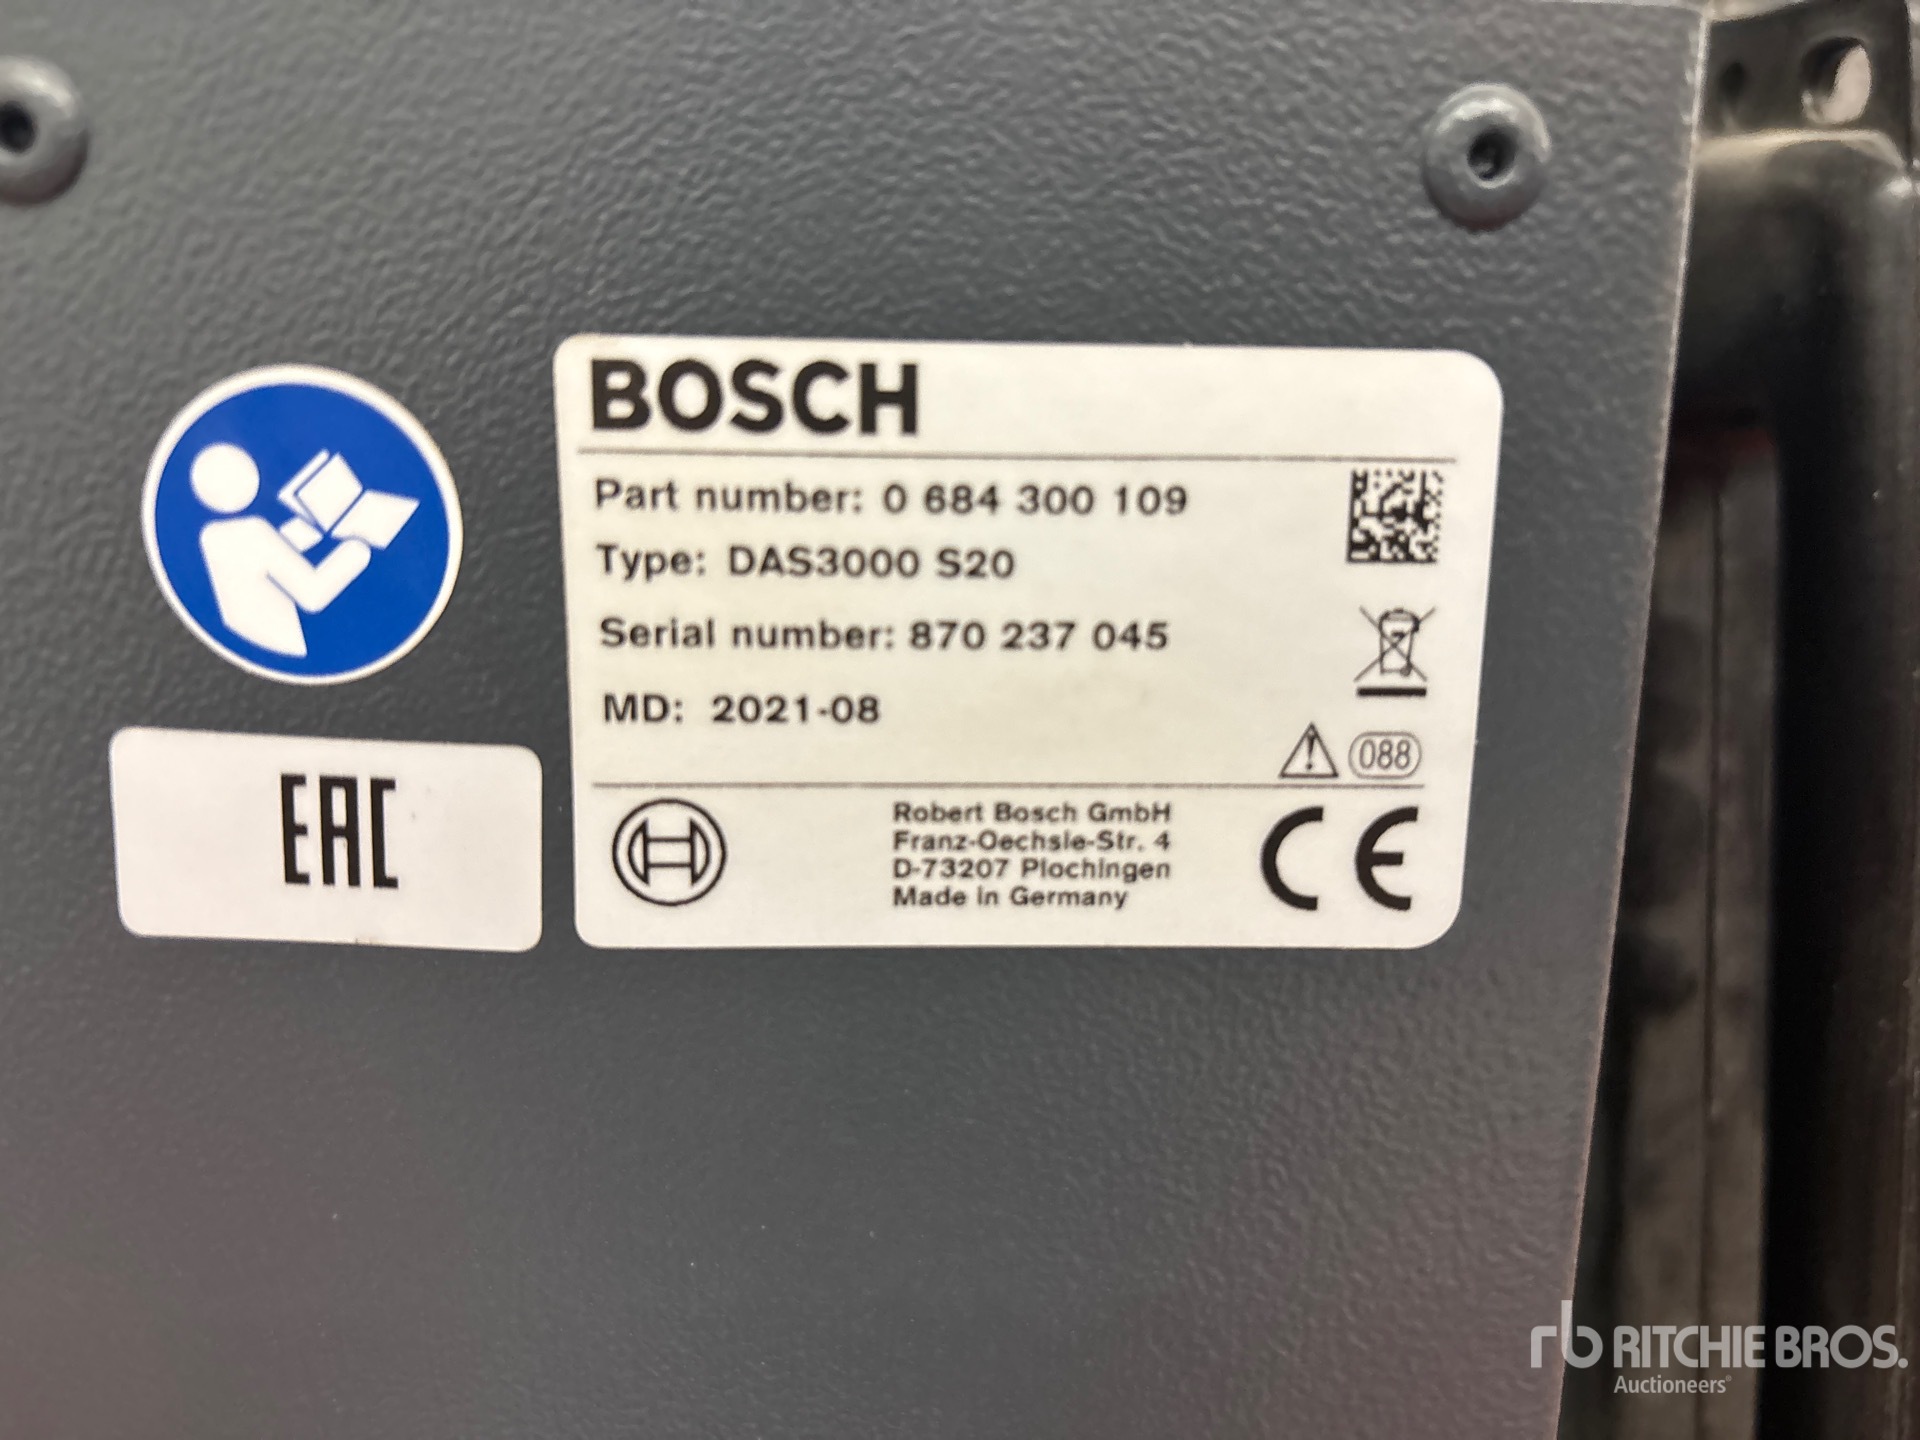 BOSCH
Part number: 0 684 300 109
Type: DAS3000 S20
Serial number: 870 237 045
MD: 2021-08
088
EAC
Robert Bosch GmbH
Franz-Oechsle-Str. 4
D-73207 Plochingen
Made in Germany
CE
rb RITCHIE BROS.
Auctioneers®